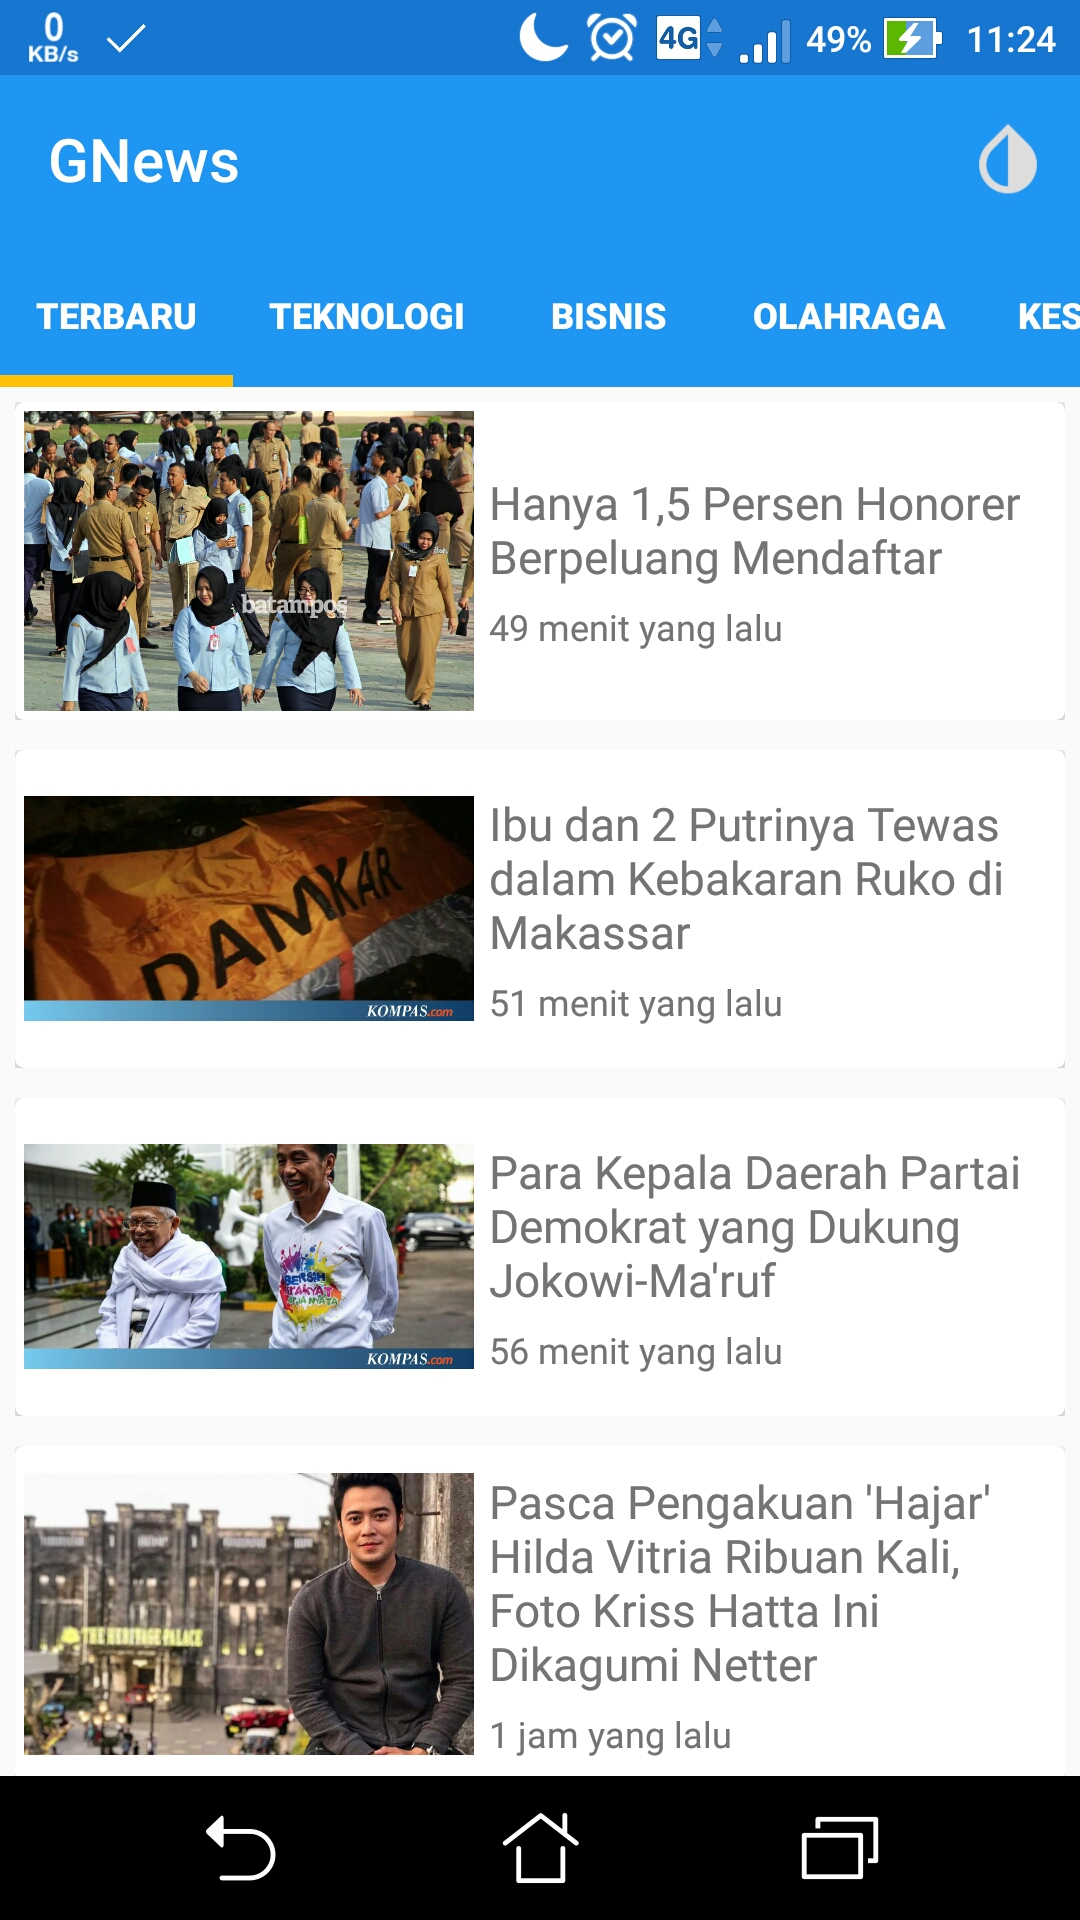 0
KB/s
4G
49%
11:24
GNews
TERBARU
TEKNOLOGI
BISNIS
OLAHRAGA
KES
batampos
Hanya 1,5 Persen Honorer
Berpeluang Mendaftar
49 menit yang lalu
DAMKAR
KOMPAS.com
Ibu dan 2 Putrinya Tewas
dalam Kebakaran Ruko di
Makassar
51 menit yang lalu
BERSIH
KOMPAS.com
Para Kepala Daerah Partai
Demokrat yang Dukung
Jokowi-Ma'ruf
56 menit yang lalu
THE HERITAGE PALACE
Pasca Pengakuan 'Hajar'
Hilda Vitria Ribuan Kali,
Foto Kriss Hatta Ini
Dikagumi Netter
1 jam yang lalu